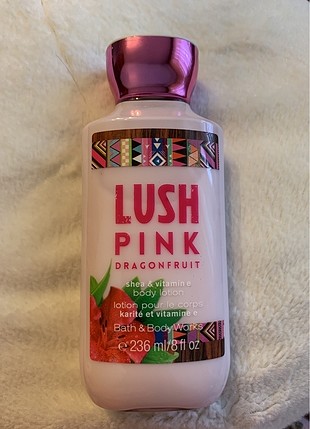 LUSH
PINK
DRAGONFRUIT
shea & vitamin e
body lotion
lotion pour le corps
karité et vitamine e
Bath & Body Works
℮ 236 ml/8 fl oz